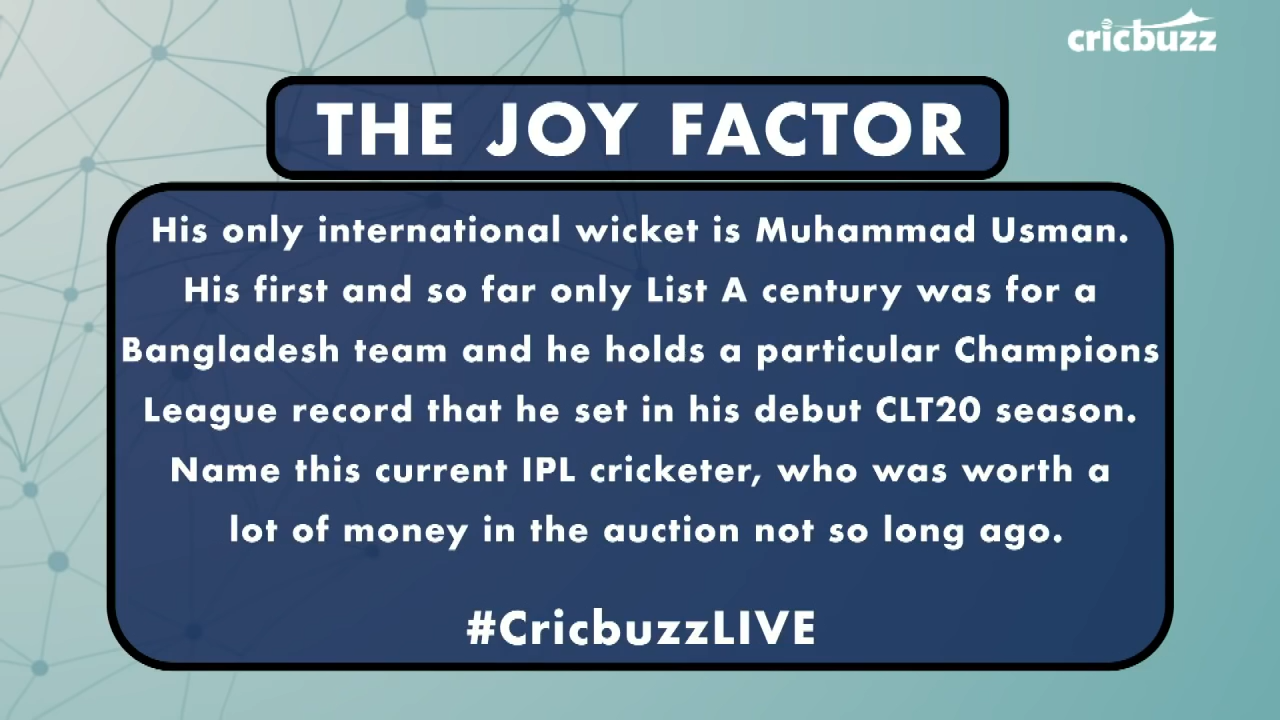 cricbuzz
THE JOY FACTOR
His only international wicket is Muhammad Usman.
His first and so far only List A century was for a
Bangladesh team and he holds a particular Champions
League record that he set in his debut CLT20 season.
Name this current IPL cricketer, who was worth a
lot of money in the auction not so long ago.
#CricbuzzLIVE